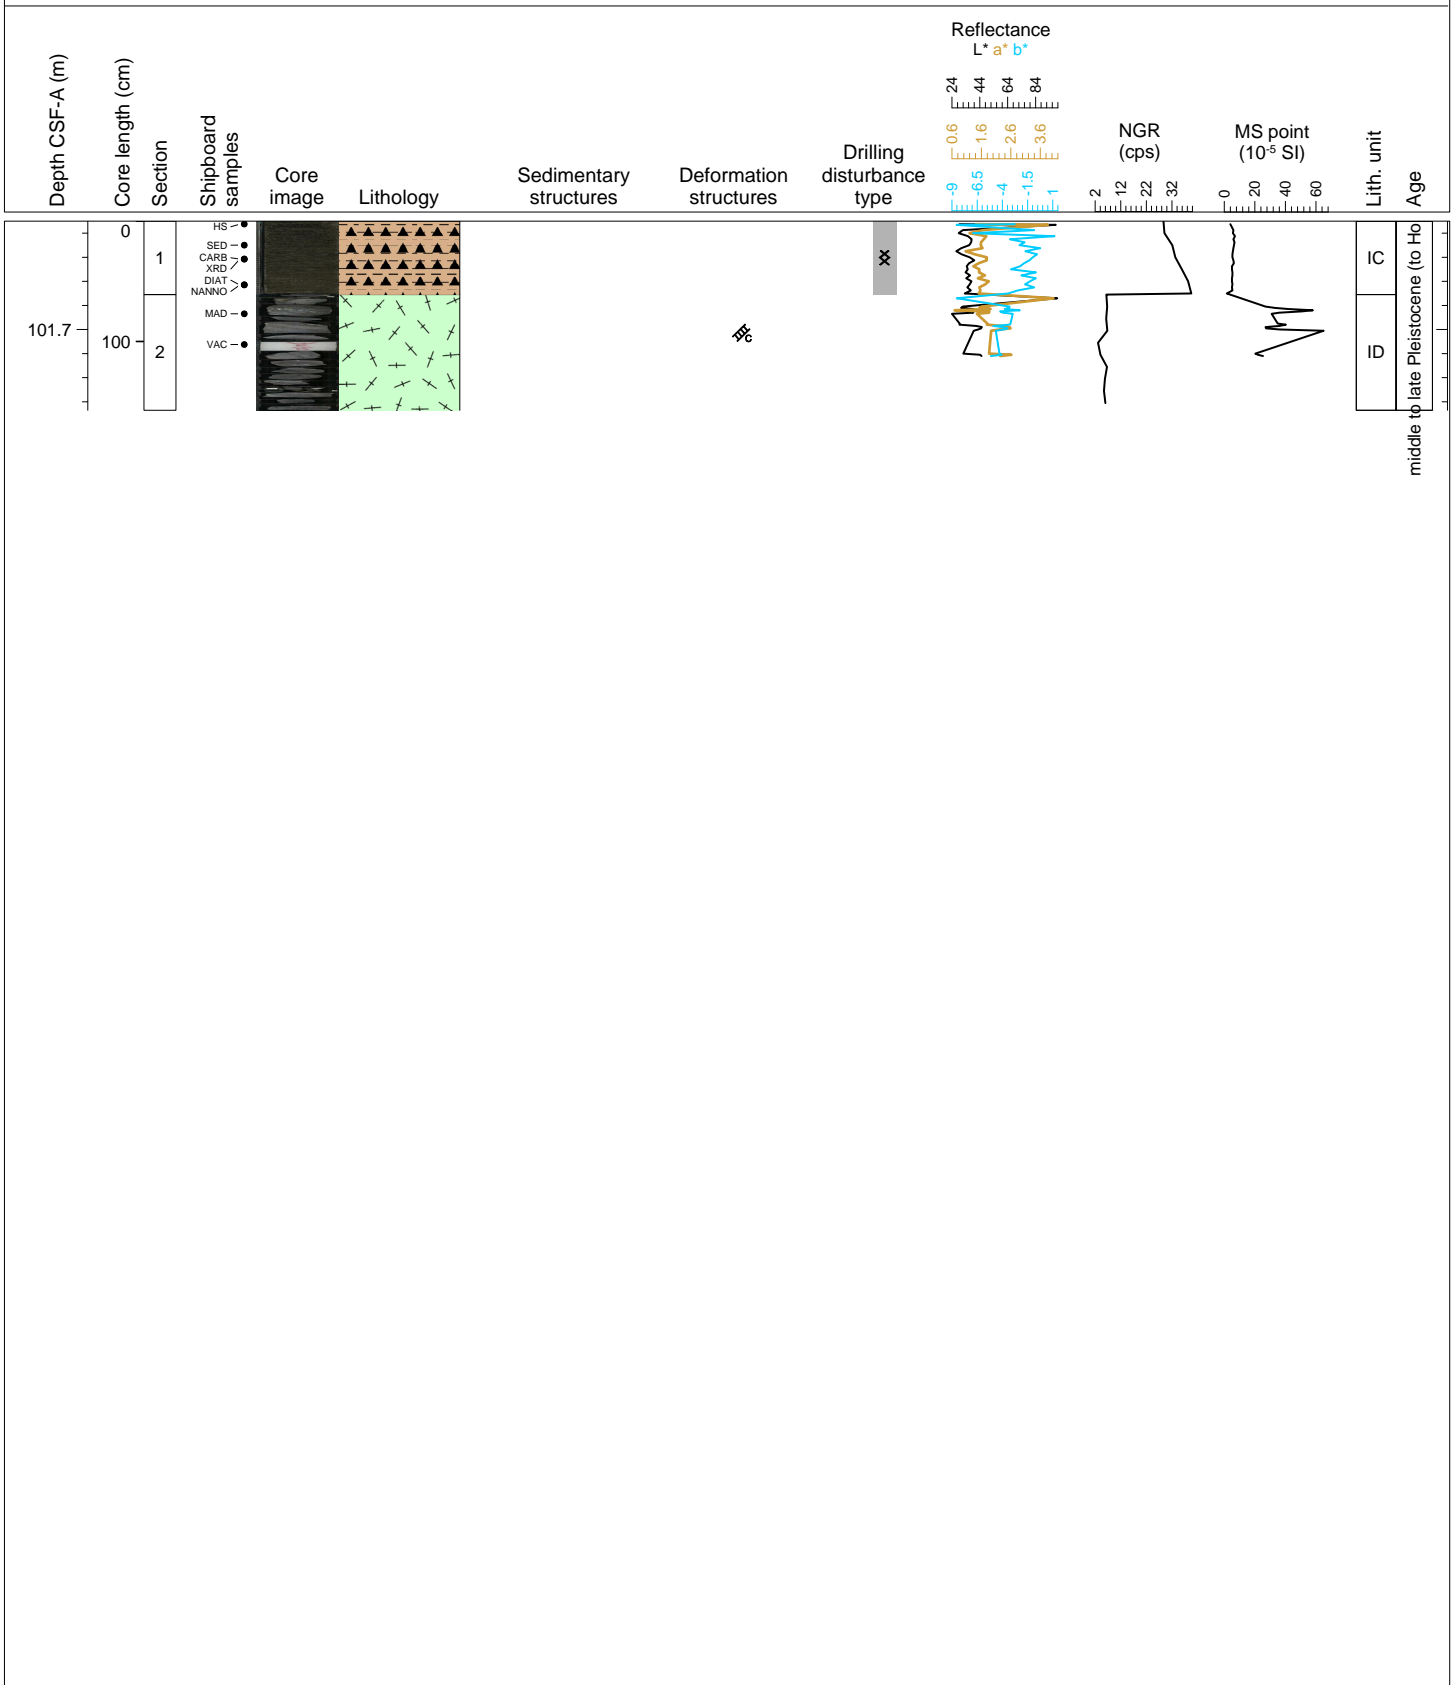 Depth CSF-A (m)
Core length (cm)
Section
Shipboard
samples
Core
image
Lithology
Sedimentary
structures
Deformation
structures
Drilling
disturbance
type
Reflectance
L* a* b*
24 44 64 84
0.6 1.6 2.6 3.6
-9 -6.5 -4 -1.5 1
NGR
(cps)
2 12 22 32
MS point
(10-5 SI)
0 20 40 60
Lith. unit
Age
101.7
0
100
1
2
HS
SED
CARB
XRD
DIAT
NANNO
MAD
VAC
c
IC
ID
middle to late Pleistocene (to Ho